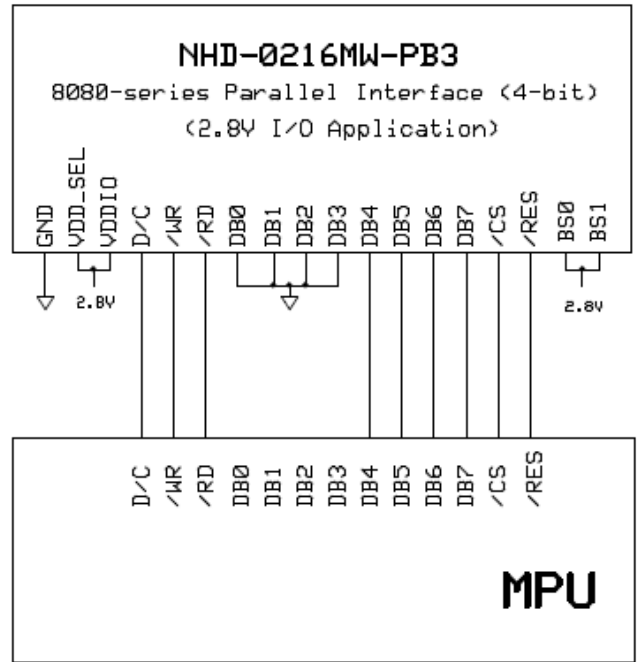 NHD-0216MW-PB3
8080-series Parallel Interface (4-bit)
(2.8V I/O Application)
GND
VDD_SEL
VDDIO
D/C
/WR
/RD
DB0
DB1
DB2
DB3
DB4
DB5
DB6
DB7
/CS
/RES
BS0
BS1
2.8V
2.8V
D/C
/WR
/RD
DB0
DB1
DB2
DB3
DB4
DB5
DB6
DB7
/CS
/RES
MPU